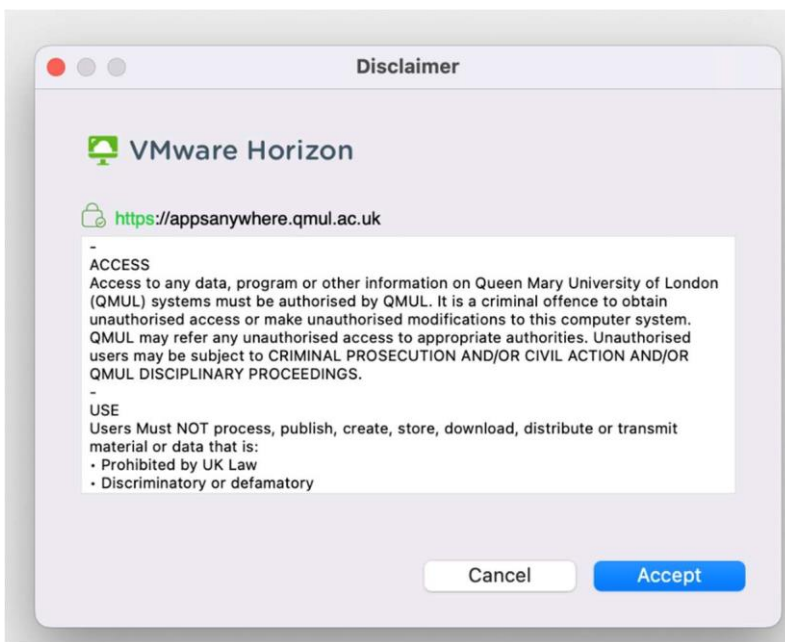 Disclaimer
VMware Horizon
https://appsanywhere.qmul.ac.uk
-
ACCESS
Access to any data, program or other information on Queen Mary University of London
(QMUL) systems must be authorised by QMUL. It is a criminal offence to obtain
unauthorised access or make unauthorised modifications to this computer system.
QMUL may refer any unauthorised access to appropriate authorities. Unauthorised
users may be subject to CRIMINAL PROSECUTION AND/OR CIVIL ACTION AND/OR
QMUL DISCIPLINARY PROCEEDINGS.
-
USE
Users Must NOT process, publish, create, store, download, distribute or transmit
material or data that is:
• Prohibited by UK Law
• Discriminatory or defamatory
Cancel Accept